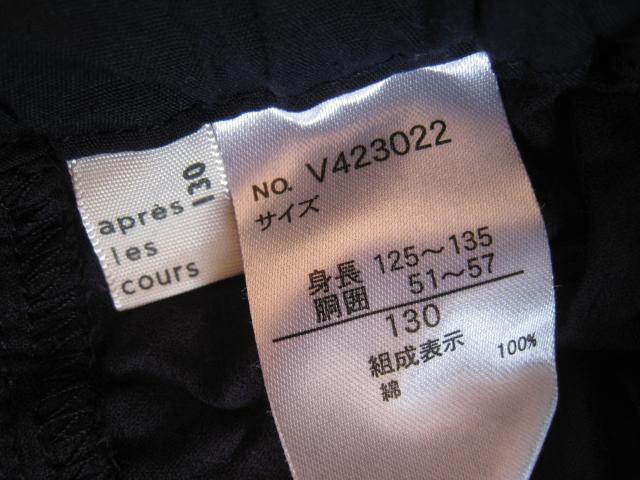 130
après
les
cours
NO. V423022
サイズ
身長 125～135
胴囲 51～57
130
組成表示
綿 100%